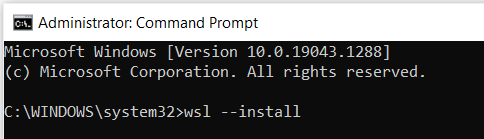 Administrator: Command Prompt
Microsoft Windows [Version 10.0.19043.1288]
(c) Microsoft Corporation. All rights reserved.
C:\WINDOWS\system32>wsl --install